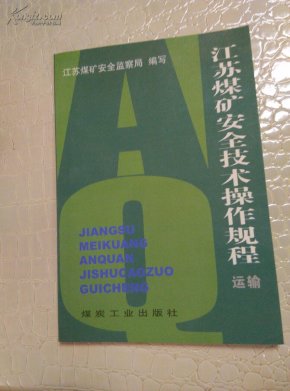 江苏煤矿安全监察局 编写
江苏煤矿安全技术操作规程
运输
AQ
JIANGSU
MEIKUANG
ANQUAN
JISHUCAOZUO
GUICHENG
煤炭工业出版社